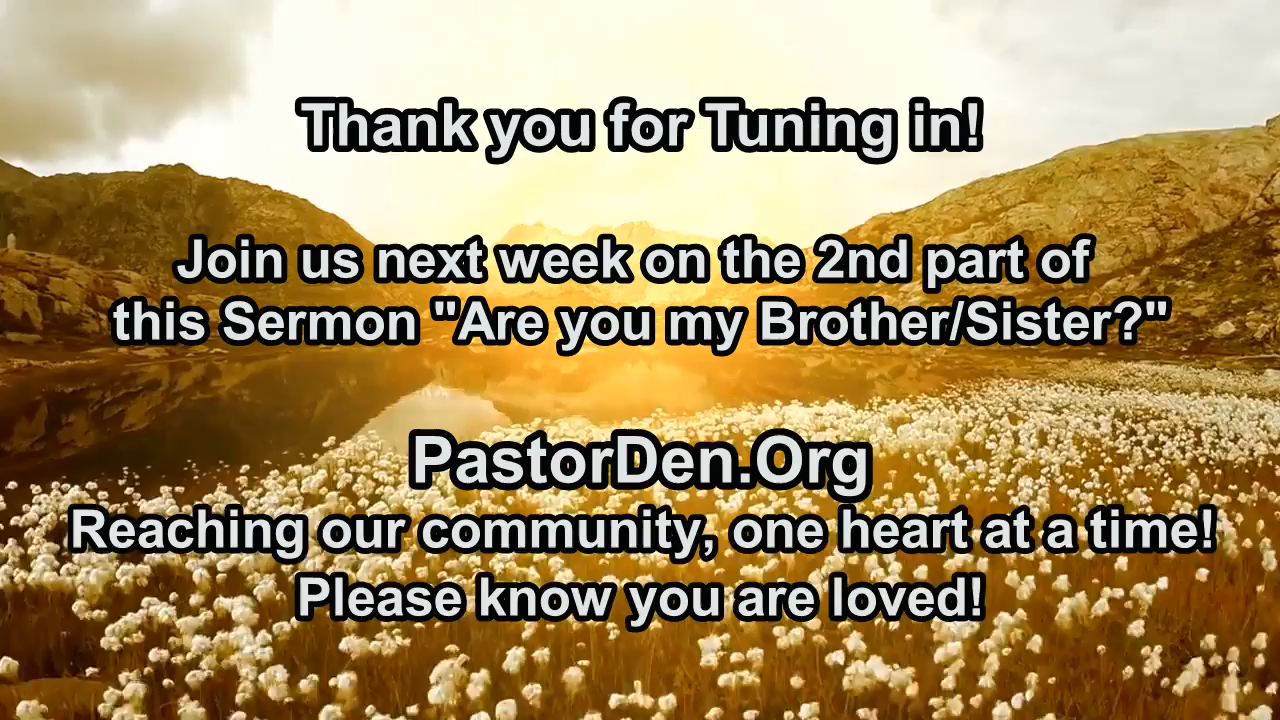 Thank you for Tuning in!
Join us next week on the 2nd part of
this Sermon "Are you my Brother/Sister?"
PastorDen.Org
Reaching our community, one heart at a time!
Please know you are loved!